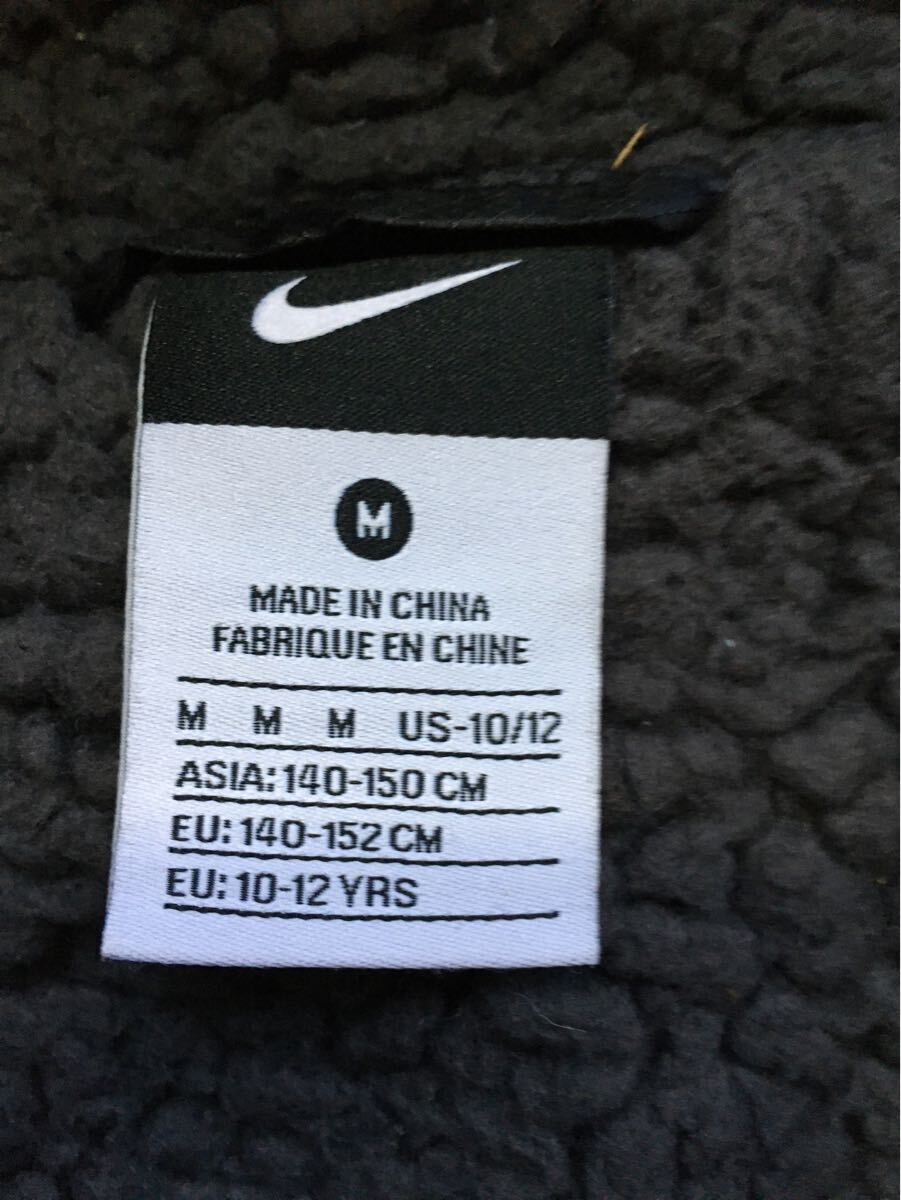 M
MADE IN CHINA
FABRIQUE EN CHINE
M M M US-10/12
ASIA: 140-150 CM
EU: 140-152 CM
EU: 10-12 YRS